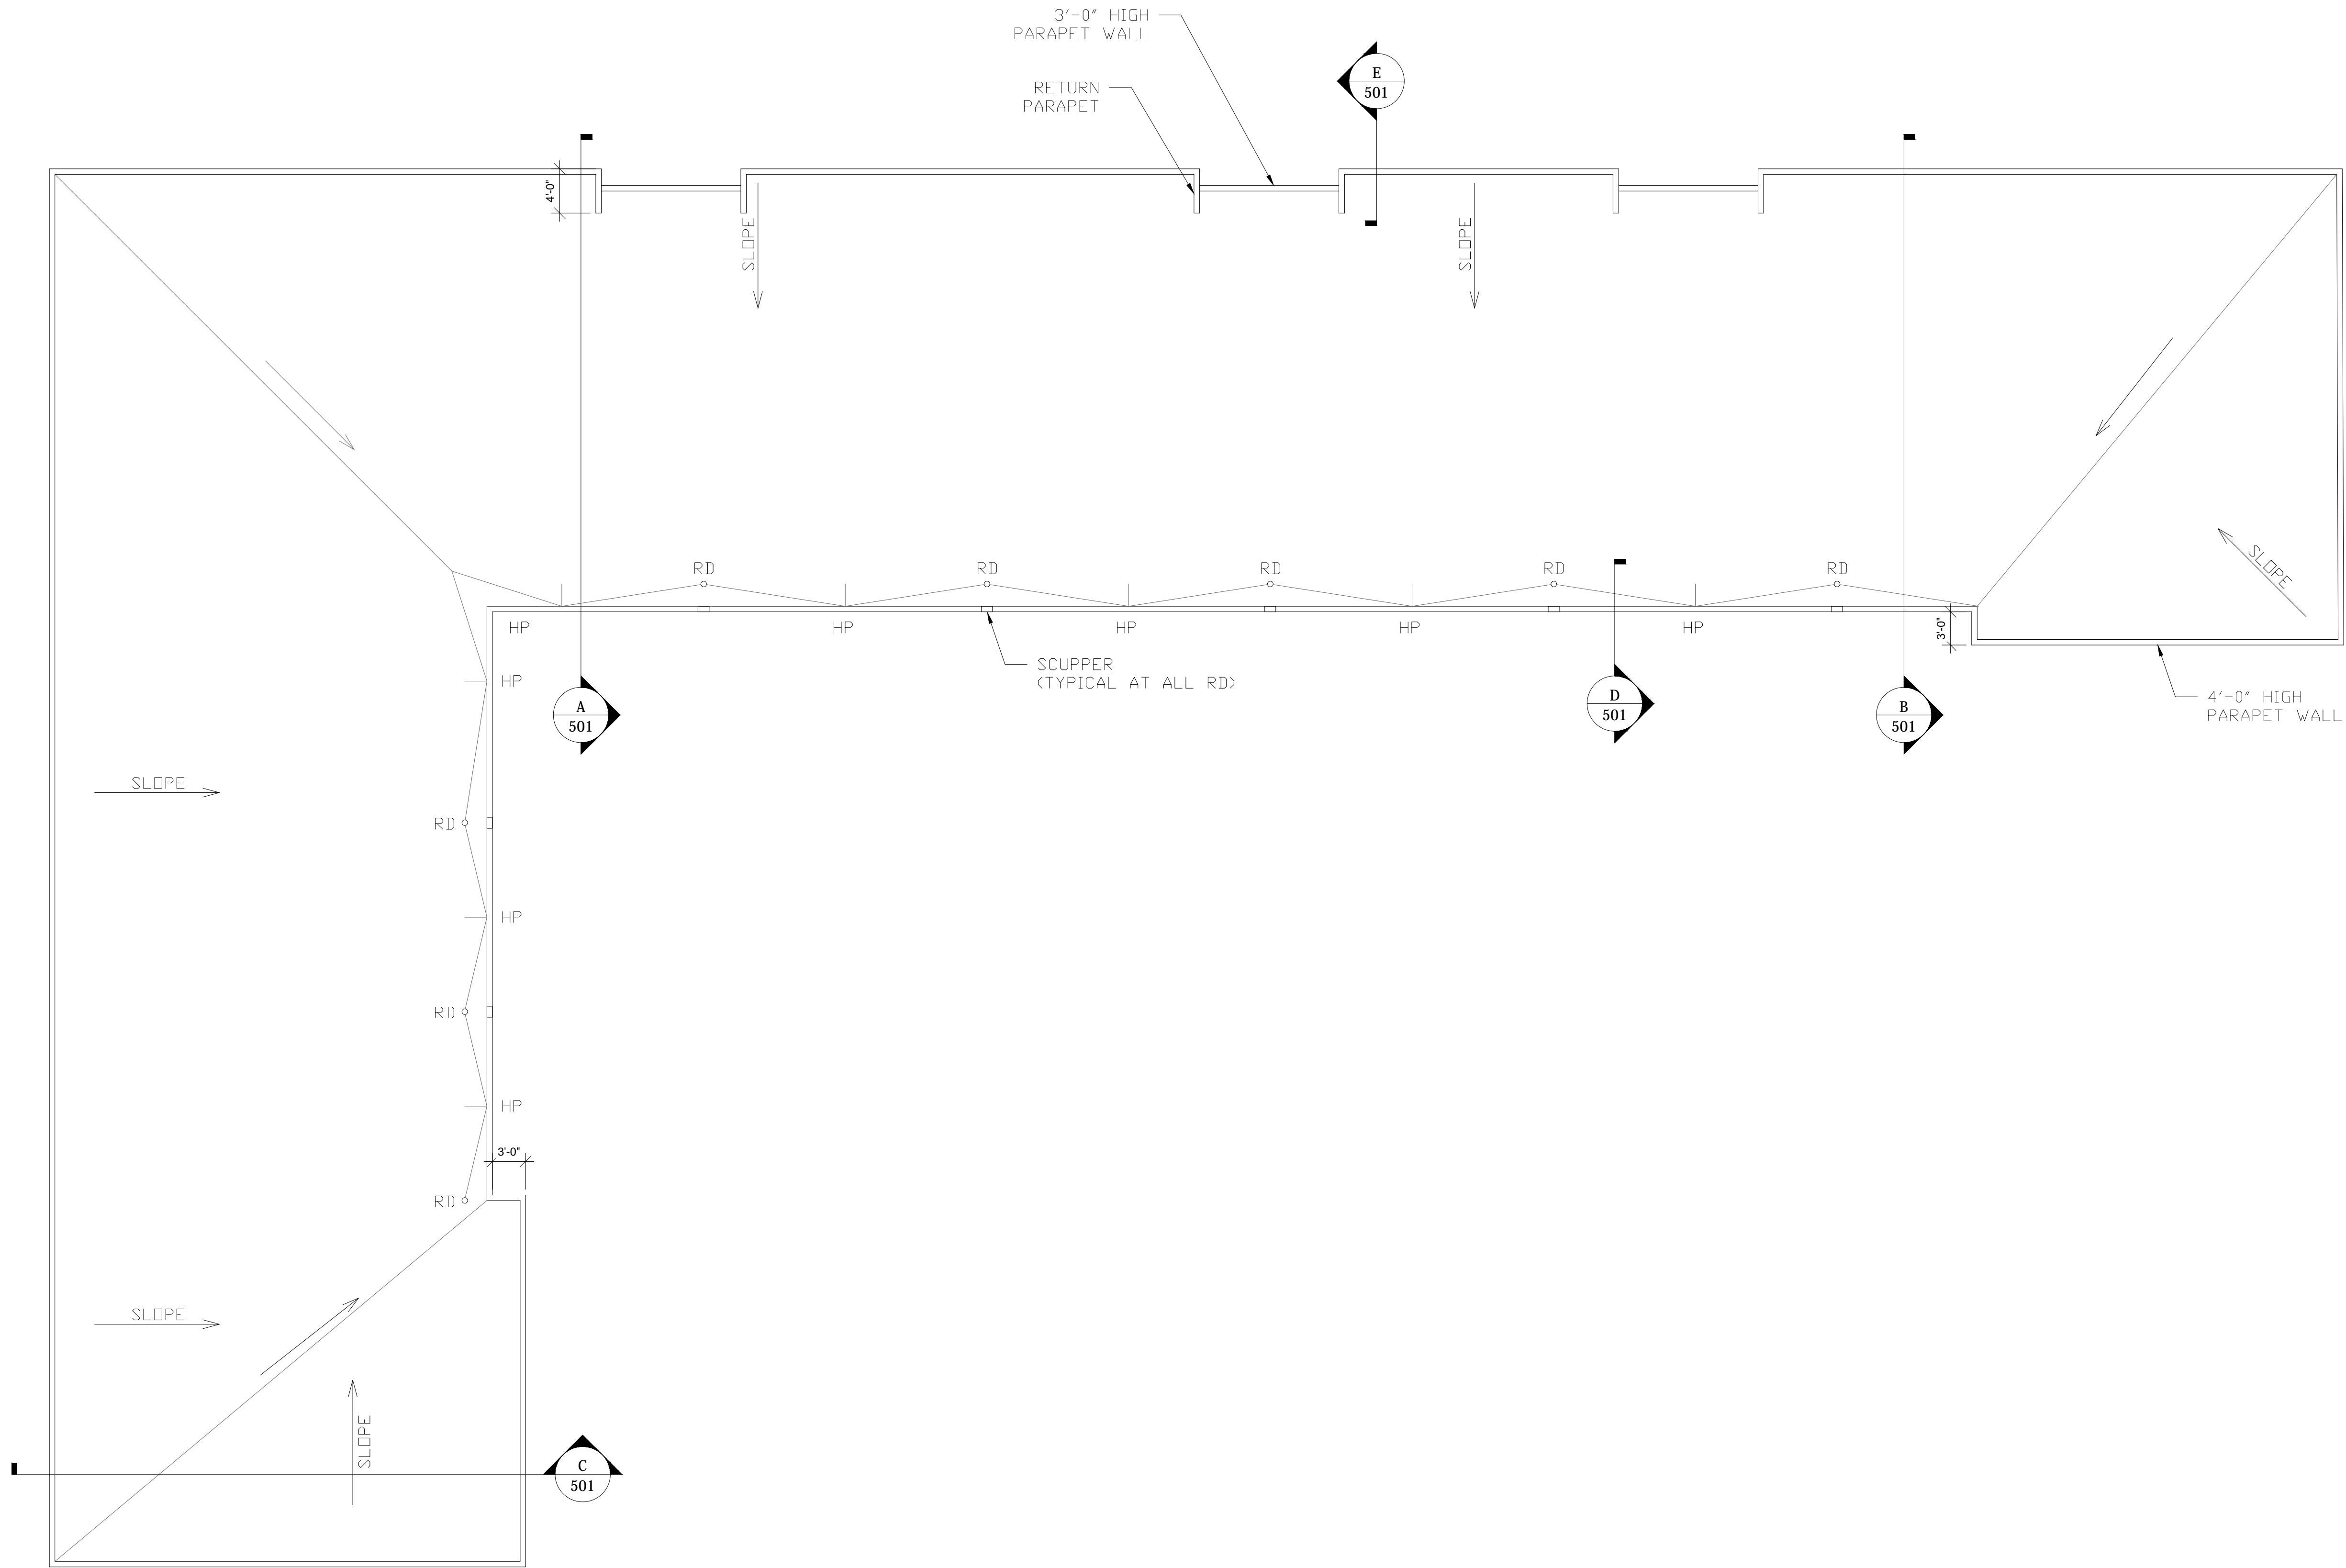 3'-0" HIGH
PARAPET WALL
RETURN
PARAPET
E
501
4'-0"
SLOPE
SLOPE
SLOPE
RD
RD
RD
RD
RD
HP
HP
HP
HP
HP
3'-0"
SCUPPER
(TYPICAL AT ALL RD)
HP
A
501
D
501
B
501
4'-0" HIGH
PARAPET WALL
SLOPE
RD
HP
RD
HP
3'-0"
RD
SLOPE
SLOPE
C
501